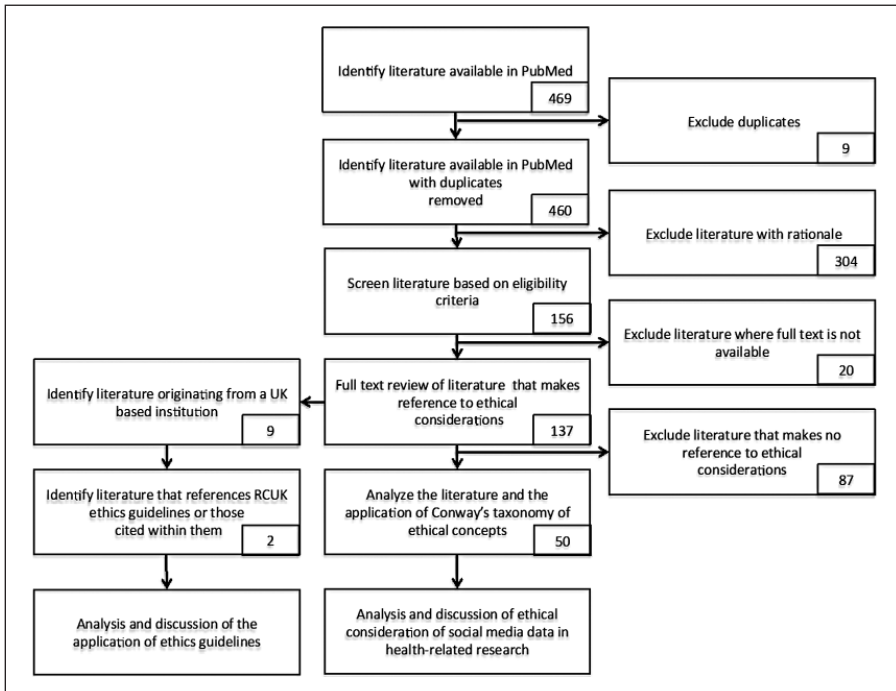 Identify literature available in PubMed
469
Exclude duplicates
9
Identify literature available in PubMed
with duplicates
removed
460
Exclude literature with rationale
304
Screen literature based on eligibility
criteria
156
Exclude literature where full text is not
available
20
Identify literature originating from a UK
based institution
9
Full text review of literature that makes
reference to ethical
considerations
137
Exclude literature that makes no
reference to ethical
considerations
87
Identify literature that references RCUK
ethics guidelines or those
cited within them
2
Analyze the literature and the
application of Conway's taxonomy of
ethical concepts
50
Analysis and discussion of the
application of ethics guidelines
Analysis and discussion of ethical
consideration of social media data in
health-related research